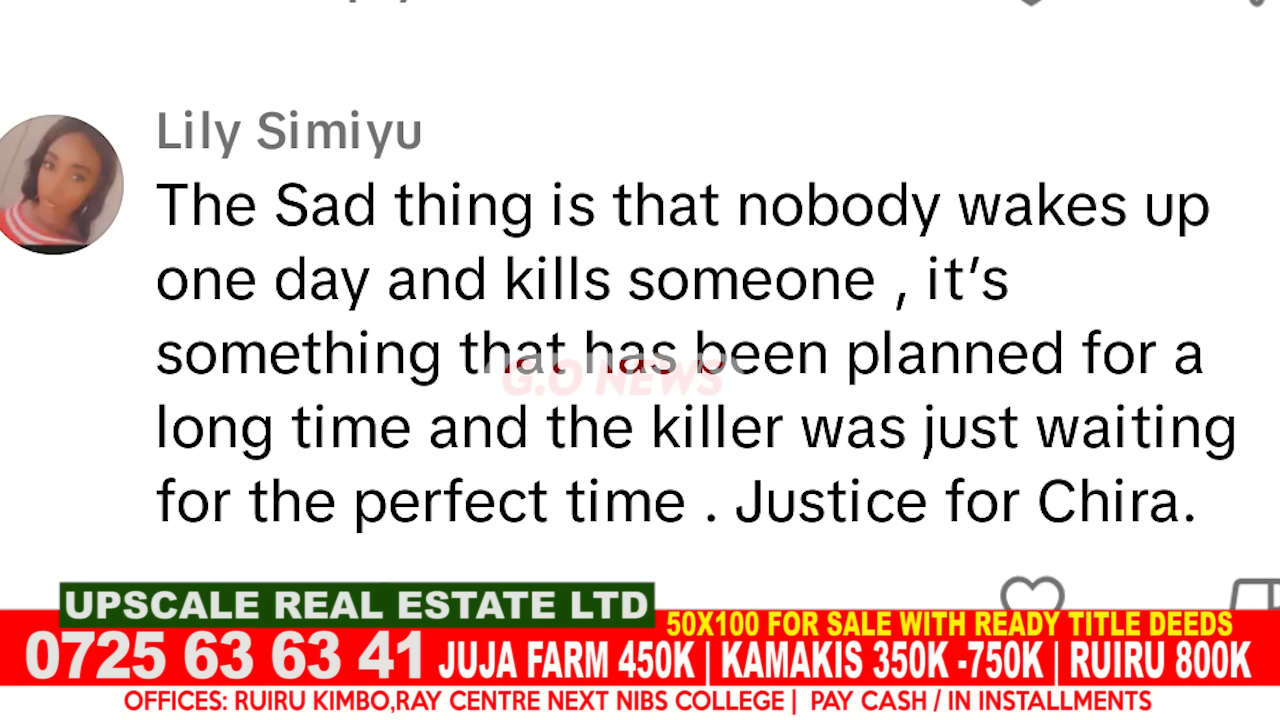 Lily Simiyu
The Sad thing is that nobody wakes up
one day and kills someone , it's
something that has been planned for a
long time and the killer was just waiting
for the perfect time . Justice for Chira.
G.O NEWS
UPSCALE REAL ESTATE LTD
50X100 FOR SALE WITH READY TITLE DEEDS
0725 63 63 41 JUJA FARM 450K | KAMAKIS 350K -750K | RUIRU 800K
OFFICES: RUIRU KIMBO,RAY CENTRE NEXT NIBS COLLEGE | PAY CASH / IN INSTALLMENTS